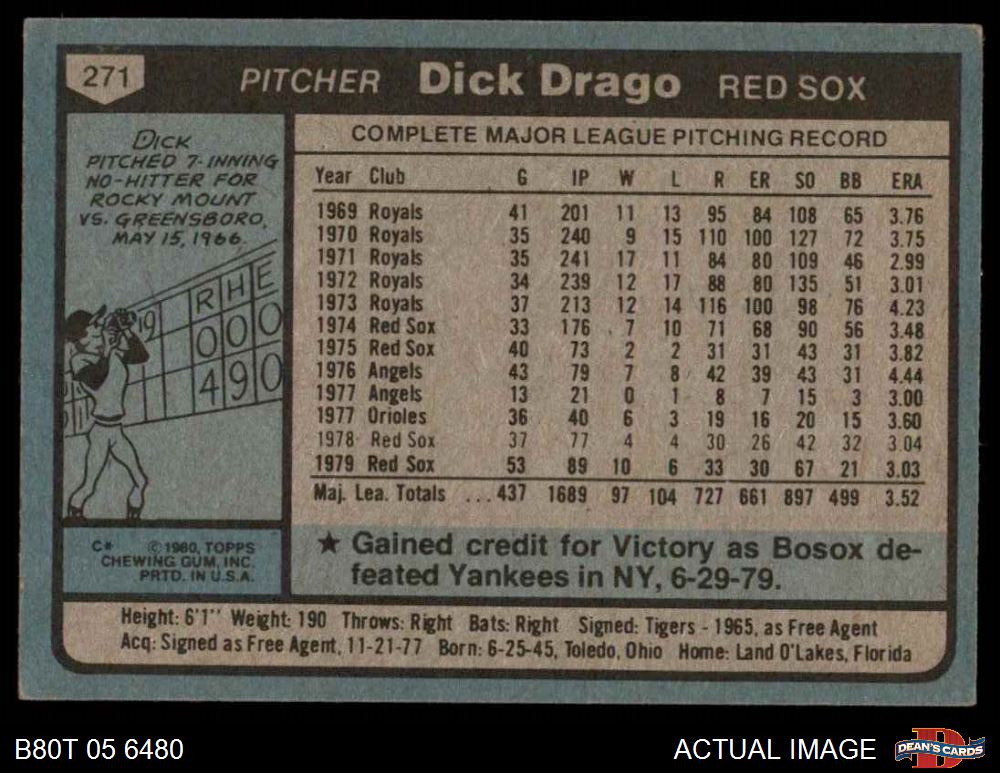 271 PITCHER Dick Drago RED SOX
DICK
PITCHED 7-INNING
NO-HITTER FOR
ROCKY MOUNT
VS. GREENSBORO,
MAY 15, 1966.
9 R H E
0 0 0
4 9 0
COMPLETE MAJOR LEAGUE PITCHING RECORD
Year Club G IP W L R ER SO BB ERA
1969 Royals 41 201 11 13 95 84 108 65 3.76
1970 Royals 35 240 9 15 110 100 127 72 3.75
1971 Royals 35 241 17 11 84 80 109 46 2.99
1972 Royals 34 239 12 17 88 80 135 51 3.01
1973 Royals 37 213 12 14 116 100 98 76 4.23
1974 Red Sox 33 176 7 10 71 68 90 56 3.48
1975 Red Sox 40 73 2 2 31 31 43 31 3.82
1976 Angels 43 79 7 8 42 39 43 31 4.44
1977 Angels 13 21 0 1 8 7 15 3 3.00
1977 Orioles 36 40 6 3 19 16 20 15 3.60
1978 Red Sox 37 77 4 4 30 26 42 32 3.04
1979 Red Sox 53 89 10 6 33 30 67 21 3.03
Maj. Lea. Totals ... 437 1689 97 104 727 661 897 499 3.52
★ Gained credit for Victory as Bosox de-
feated Yankees in NY, 6-29-79.
C* © 1980, TOPPS
CHEWING GUM, INC.
PRTD. IN U.S.A.
Height: 6'1" Weight: 190 Throws: Right Bats: Right Signed: Tigers - 1965, as Free Agent
Acq: Signed as Free Agent, 11-21-77 Born: 6-25-45, Toledo, Ohio Home: Land O'Lakes, Florida
B80T 05 6480 ACTUAL IMAGE D DEAN'S CARDS